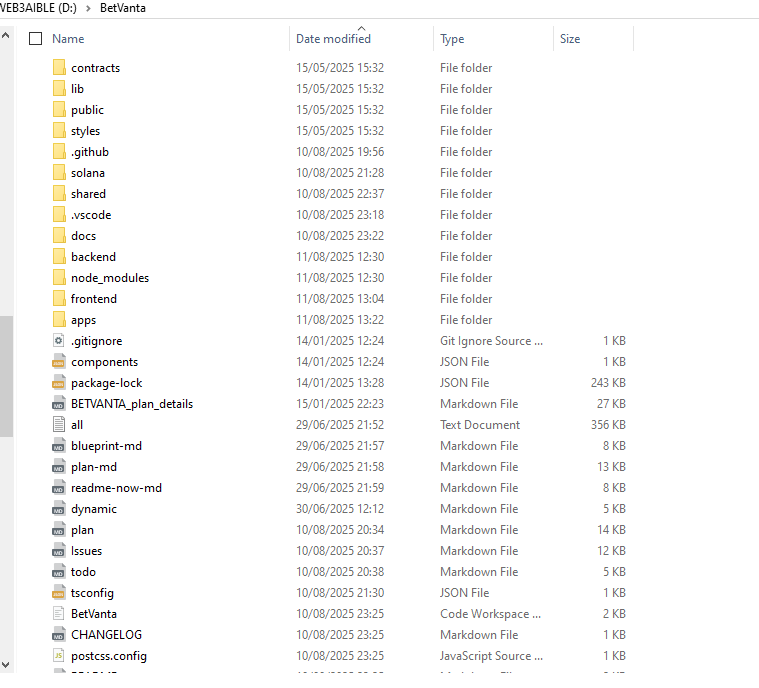 WEB3AIBLE (D:) > BetVanta
Name Date modified Type Size
contracts 15/05/2025 15:32 File folder
lib 15/05/2025 15:32 File folder
public 15/05/2025 15:32 File folder
styles 15/05/2025 15:32 File folder
.github 10/08/2025 19:56 File folder
solana 10/08/2025 21:28 File folder
shared 10/08/2025 22:37 File folder
.vscode 10/08/2025 23:18 File folder
docs 10/08/2025 23:22 File folder
backend 11/08/2025 12:30 File folder
node_modules 11/08/2025 12:30 File folder
frontend 11/08/2025 13:04 File folder
apps 11/08/2025 13:22 File folder
.gitignore 14/01/2025 12:24 Git Ignore Source ... 1 KB
components 14/01/2025 12:24 JSON File 1 KB
package-lock 14/01/2025 13:28 JSON File 243 KB
BETVANTA_plan_details 15/01/2025 22:23 Markdown File 27 KB
all 29/06/2025 21:52 Text Document 356 KB
blueprint-md 29/06/2025 21:57 Markdown File 8 KB
plan-md 29/06/2025 21:58 Markdown File 13 KB
readme-now-md 29/06/2025 21:59 Markdown File 8 KB
dynamic 30/06/2025 12:12 Markdown File 5 KB
plan 10/08/2025 20:34 Markdown File 14 KB
Issues 10/08/2025 20:37 Markdown File 12 KB
todo 10/08/2025 20:38 Markdown File 5 KB
tsconfig 10/08/2025 21:30 JSON File 1 KB
BetVanta 10/08/2025 23:25 Code Workspace ... 2 KB
CHANGELOG 10/08/2025 23:25 Markdown File 1 KB
postcss.config 10/08/2025 23:25 JavaScript Source ... 1 KB